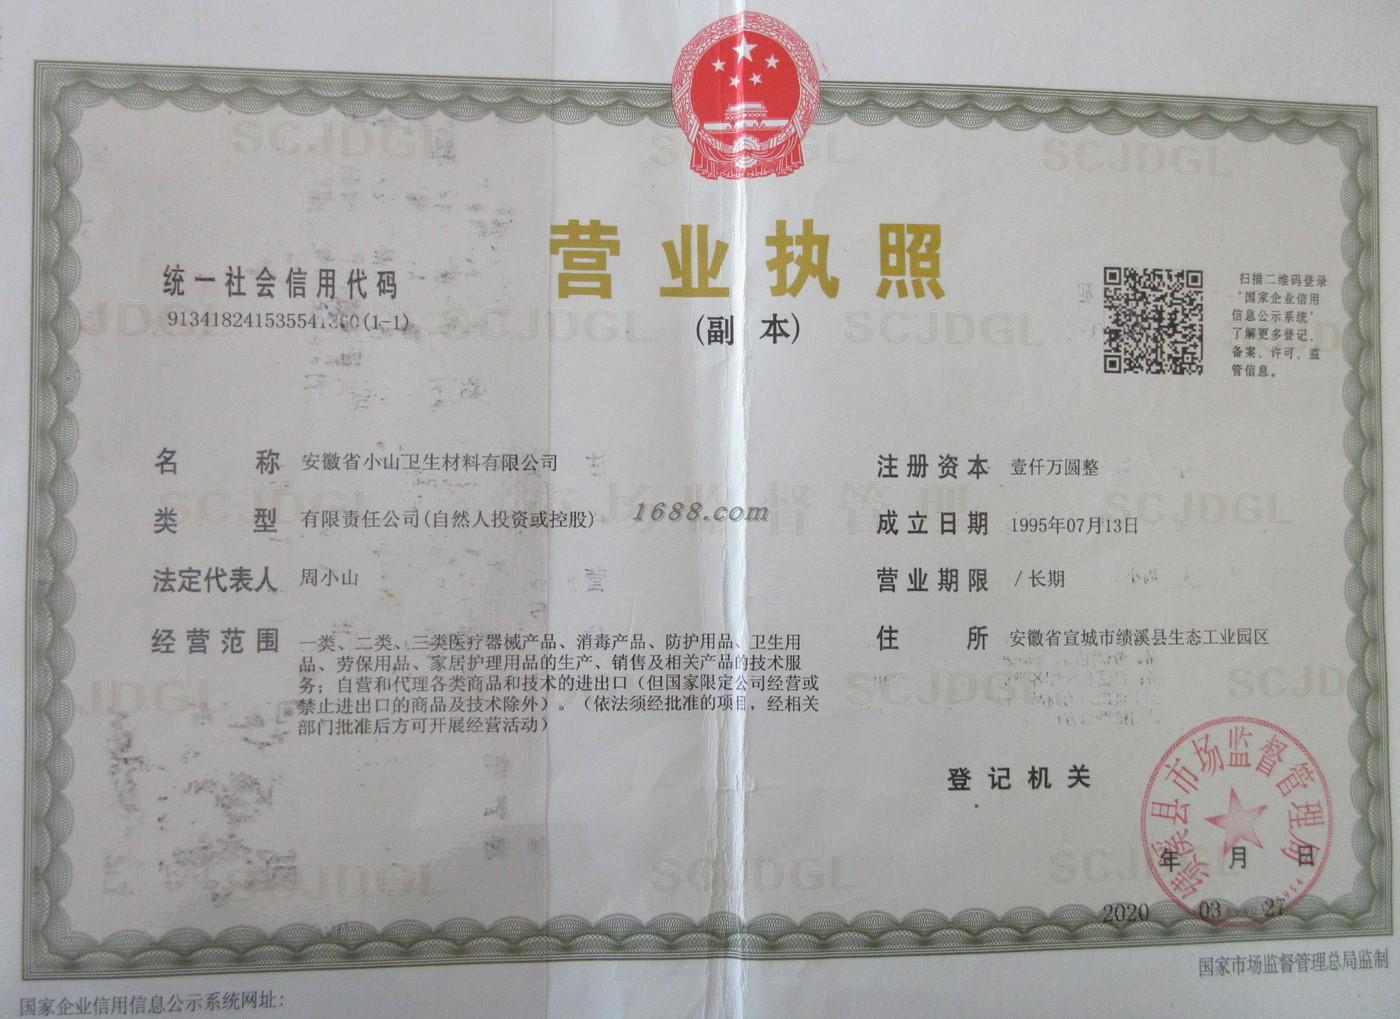 营业执照
(副 本)
统一社会信用代码
913418241535541360(1-1)
扫描二维码登录
'国家企业信用
信息公示系统'
了解更多登记、
备案、许可、监
管信息。
名 称 安徽省小山卫生材料有限公司
类 型 有限责任公司(自然人投资或控股)
法定代表人 周小山
经营范围 一类、二类、三类医疗器械产品、消毒产品、防护用品、卫生用
品、劳保用品、家居护理用品的生产、销售及相关产品的技术服
务；自营和代理各类商品和技术的进出口（但国家限定公司经营或
禁止进出口的商品及技术除外）。（依法须经批准的项目，经相关
部门批准后方可开展经营活动）
注册资本 壹仟万圆整
成立日期 1995年07月13日
营业期限 / 长期
住 所 安徽省宣城市绩溪县生态工业园区
1688.com
登记机关
绩溪县市场监督管理局
年 月 日
2020 03 27
国家企业信用信息公示系统网址:
国家市场监督管理总局监制
SCJDGL